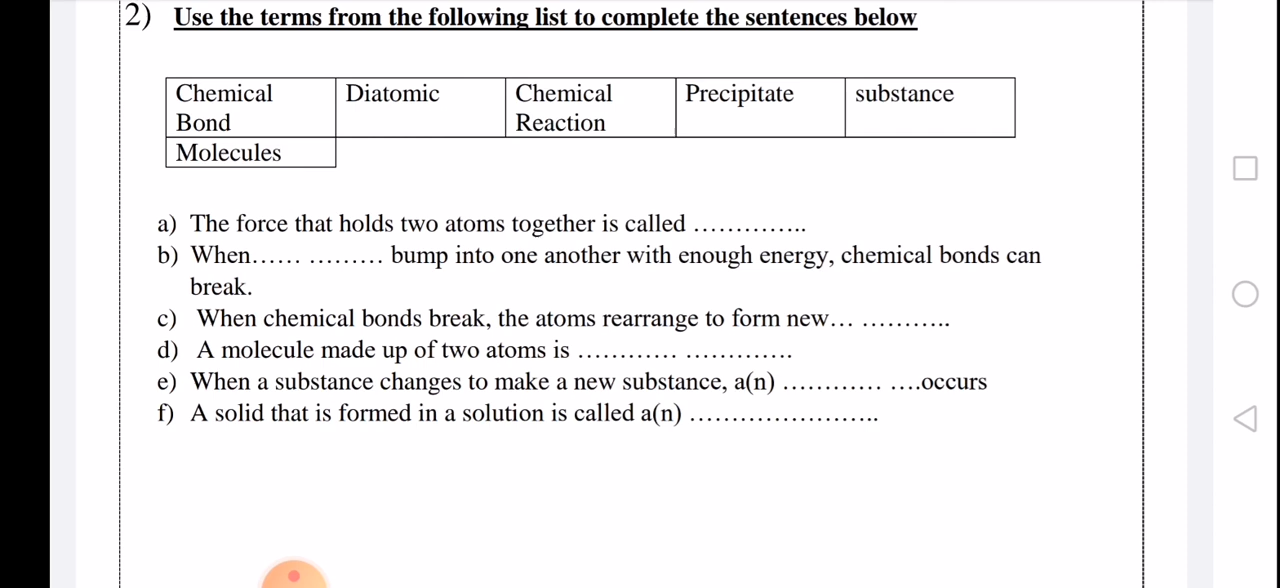 2) Use the terms from the following list to complete the sentences below
Chemical Bond
Diatomic
Chemical Reaction
Precipitate
substance
Molecules
a) The force that holds two atoms together is called …………..
b) When…… ……… bump into one another with enough energy, chemical bonds can
break.
c) When chemical bonds break, the atoms rearrange to form new… ………..
d) A molecule made up of two atoms is ………… ………….
e) When a substance changes to make a new substance, a(n) ………… ….occurs
f) A solid that is formed in a solution is called a(n) …………………..